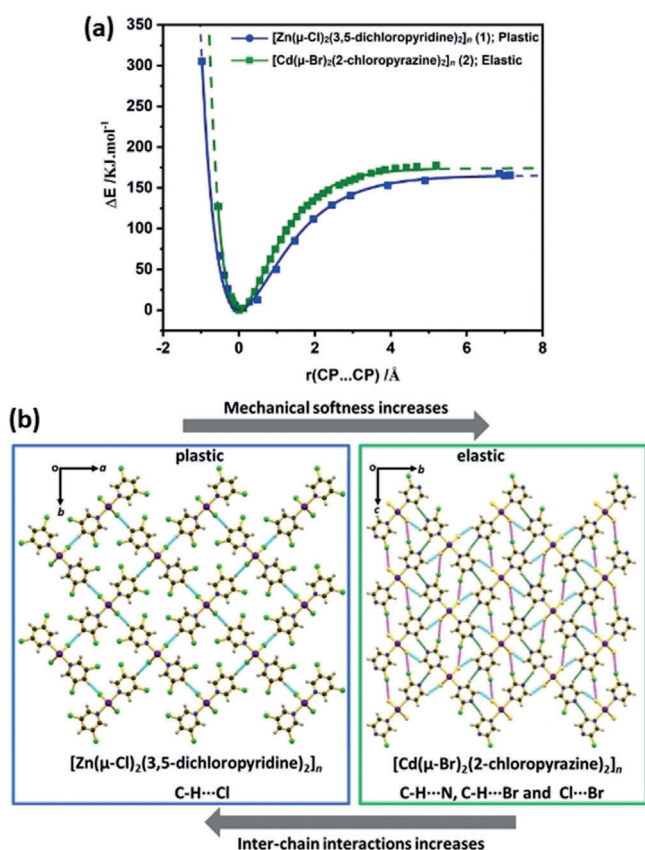 (a)
[Zn(μ-Cl)₂(3,5-dichloropyridine)₂]ₙ (1); Plastic
[Cd(μ-Br)₂(2-chloropyrazine)₂]ₙ (2); Elastic
350
300
250
200
150
100
50
0
ΔE /KJ.mol⁻¹
-2
0
2
4
6
8
r(CP...CP) /Å
(b)
Mechanical softness increases
plastic
elastic
o
a
b
o
b
c
[Zn(μ-Cl)₂(3,5-dichloropyridine)₂]ₙ
[Cd(μ-Br)₂(2-chloropyrazine)₂]ₙ
C-H···Cl
C-H···N, C-H···Br and Cl···Br
Inter-chain interactions increases